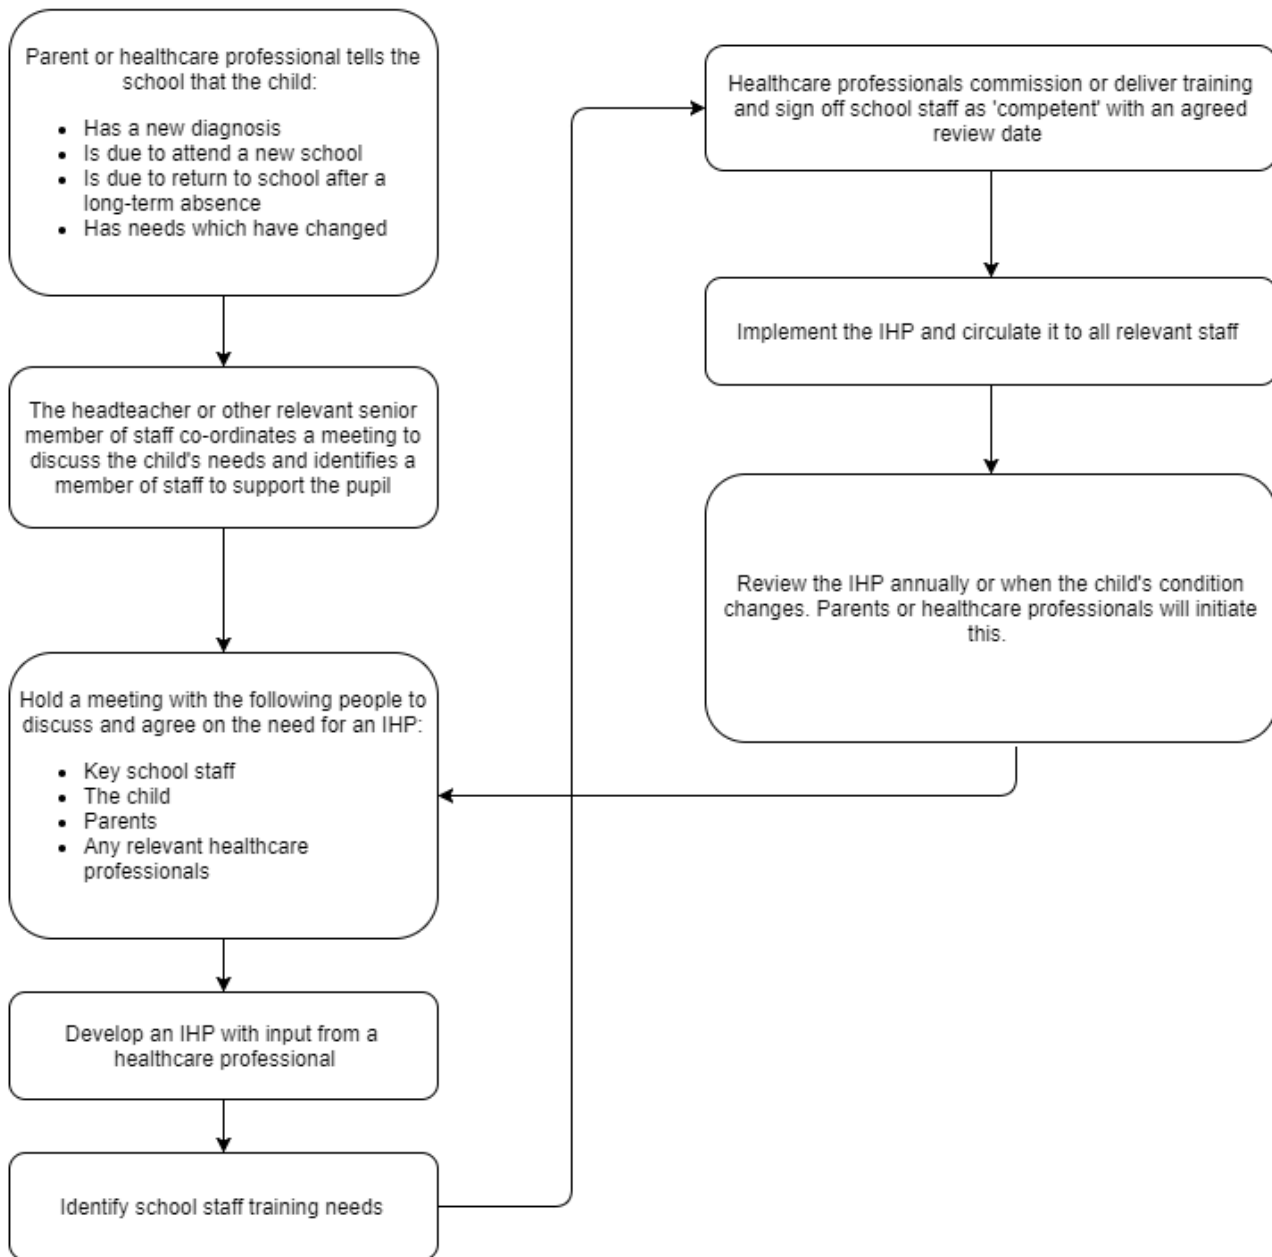 Parent or healthcare professional tells the
school that the child:
• Has a new diagnosis
• Is due to attend a new school
• Is due to return to school after a
long-term absence
• Has needs which have changed
The headteacher or other relevant senior
member of staff co-ordinates a meeting to
discuss the child's needs and identifies a
member of staff to support the pupil
Hold a meeting with the following people to
discuss and agree on the need for an IHP:
• Key school staff
• The child
• Parents
• Any relevant healthcare
professionals
Develop an IHP with input from a
healthcare professional
Identify school staff training needs
Healthcare professionals commission or deliver training
and sign off school staff as 'competent' with an agreed
review date
Implement the IHP and circulate it to all relevant staff
Review the IHP annually or when the child's condition
changes. Parents or healthcare professionals will initiate
this.